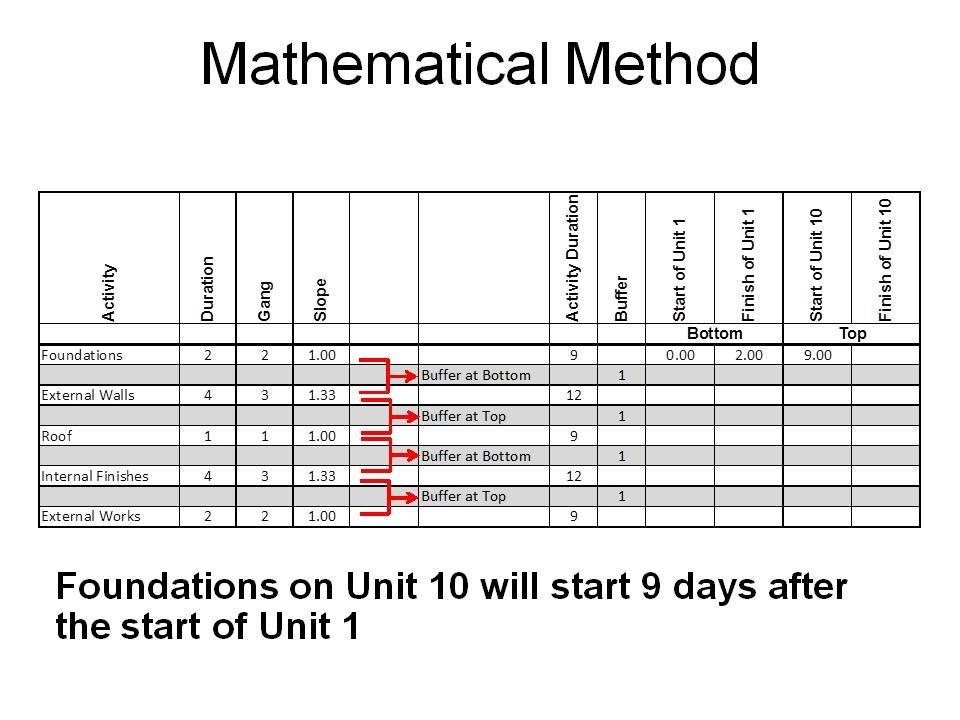 Mathematical Method
Activity Duration Gang Slope Activity Duration Buffer Start of Unit 1 Finish of Unit 1 Start of Unit 10 Finish of Unit 10
Bottom Top
Foundations 2 2 1.00 9 0.00 2.00 9.00
Buffer at Bottom 1
External Walls 4 3 1.33 12
Buffer at Top 1
Roof 1 1 1.00 9
Buffer at Bottom 1
Internal Finishes 4 3 1.33 12
Buffer at Top 1
External Works 2 2 1.00 9
Foundations on Unit 10 will start 9 days after
the start of Unit 1